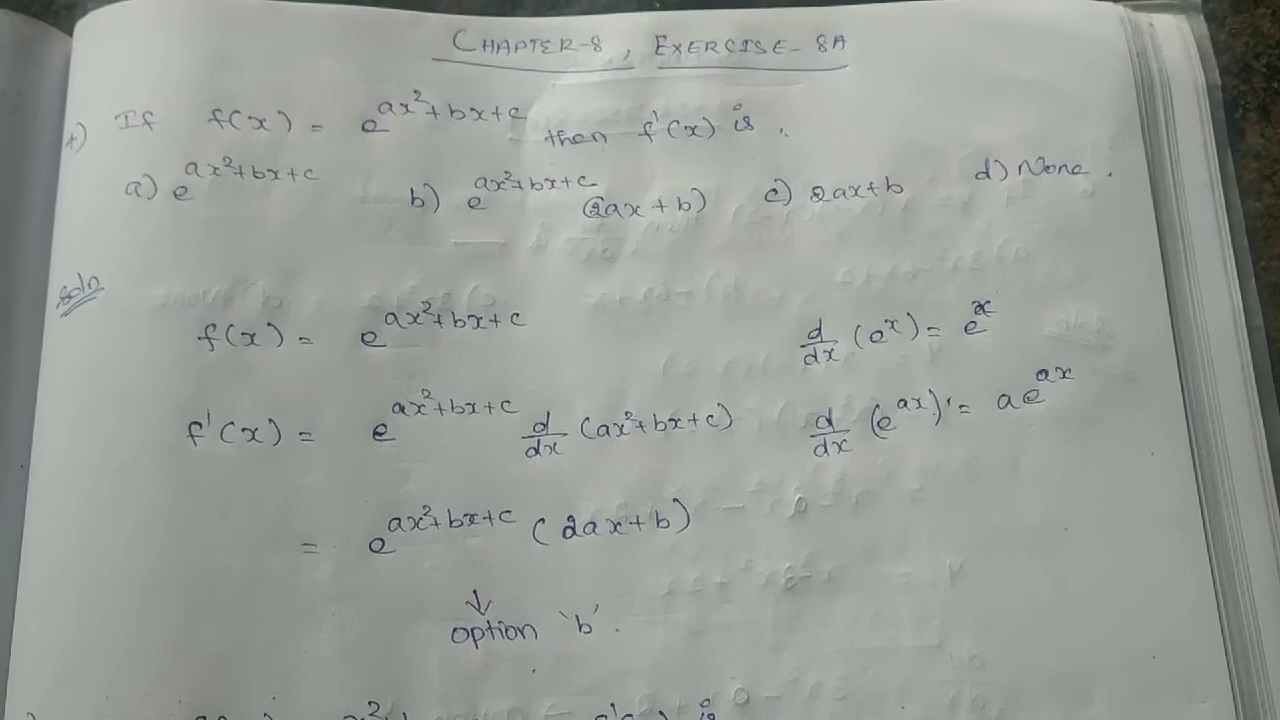 CHAPTER-8, EXERCISE-8A
1) If f(x) = e^{ax²+bx+c} then f'(x) is.
a) e^{ax²+bx+c} b) e^{ax²+bx+c} (2ax+b) c) 2ax+b d) None.
soln
f(x) = e^{ax²+bx+c} d/dx (e^x) = e^x
f'(x) = e^{ax²+bx+c} d/dx (ax²+bx+c) d/dx (e^{ax})' = ae^{ax}
= e^{ax²+bx+c} (2ax+b)
↓
option 'b'.